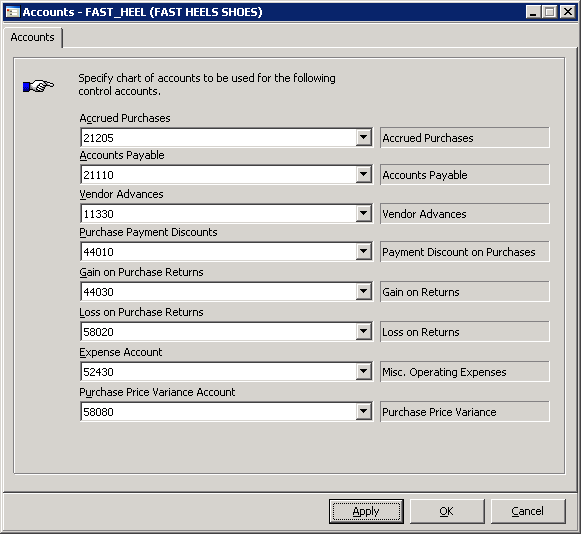 Accounts - FAST_HEEL (FAST HEELS SHOES)
Accounts
Specify chart of accounts to be used for the following
control accounts.
Accrued Purchases
21205 Accrued Purchases
Accounts Payable
21110 Accounts Payable
Vendor Advances
11330 Vendor Advances
Purchase Payment Discounts
44010 Payment Discount on Purchases
Gain on Purchase Returns
44030 Gain on Returns
Loss on Purchase Returns
58020 Loss on Returns
Expense Account
52430 Misc. Operating Expenses
Purchase Price Variance Account
58080 Purchase Price Variance
Apply OK Cancel